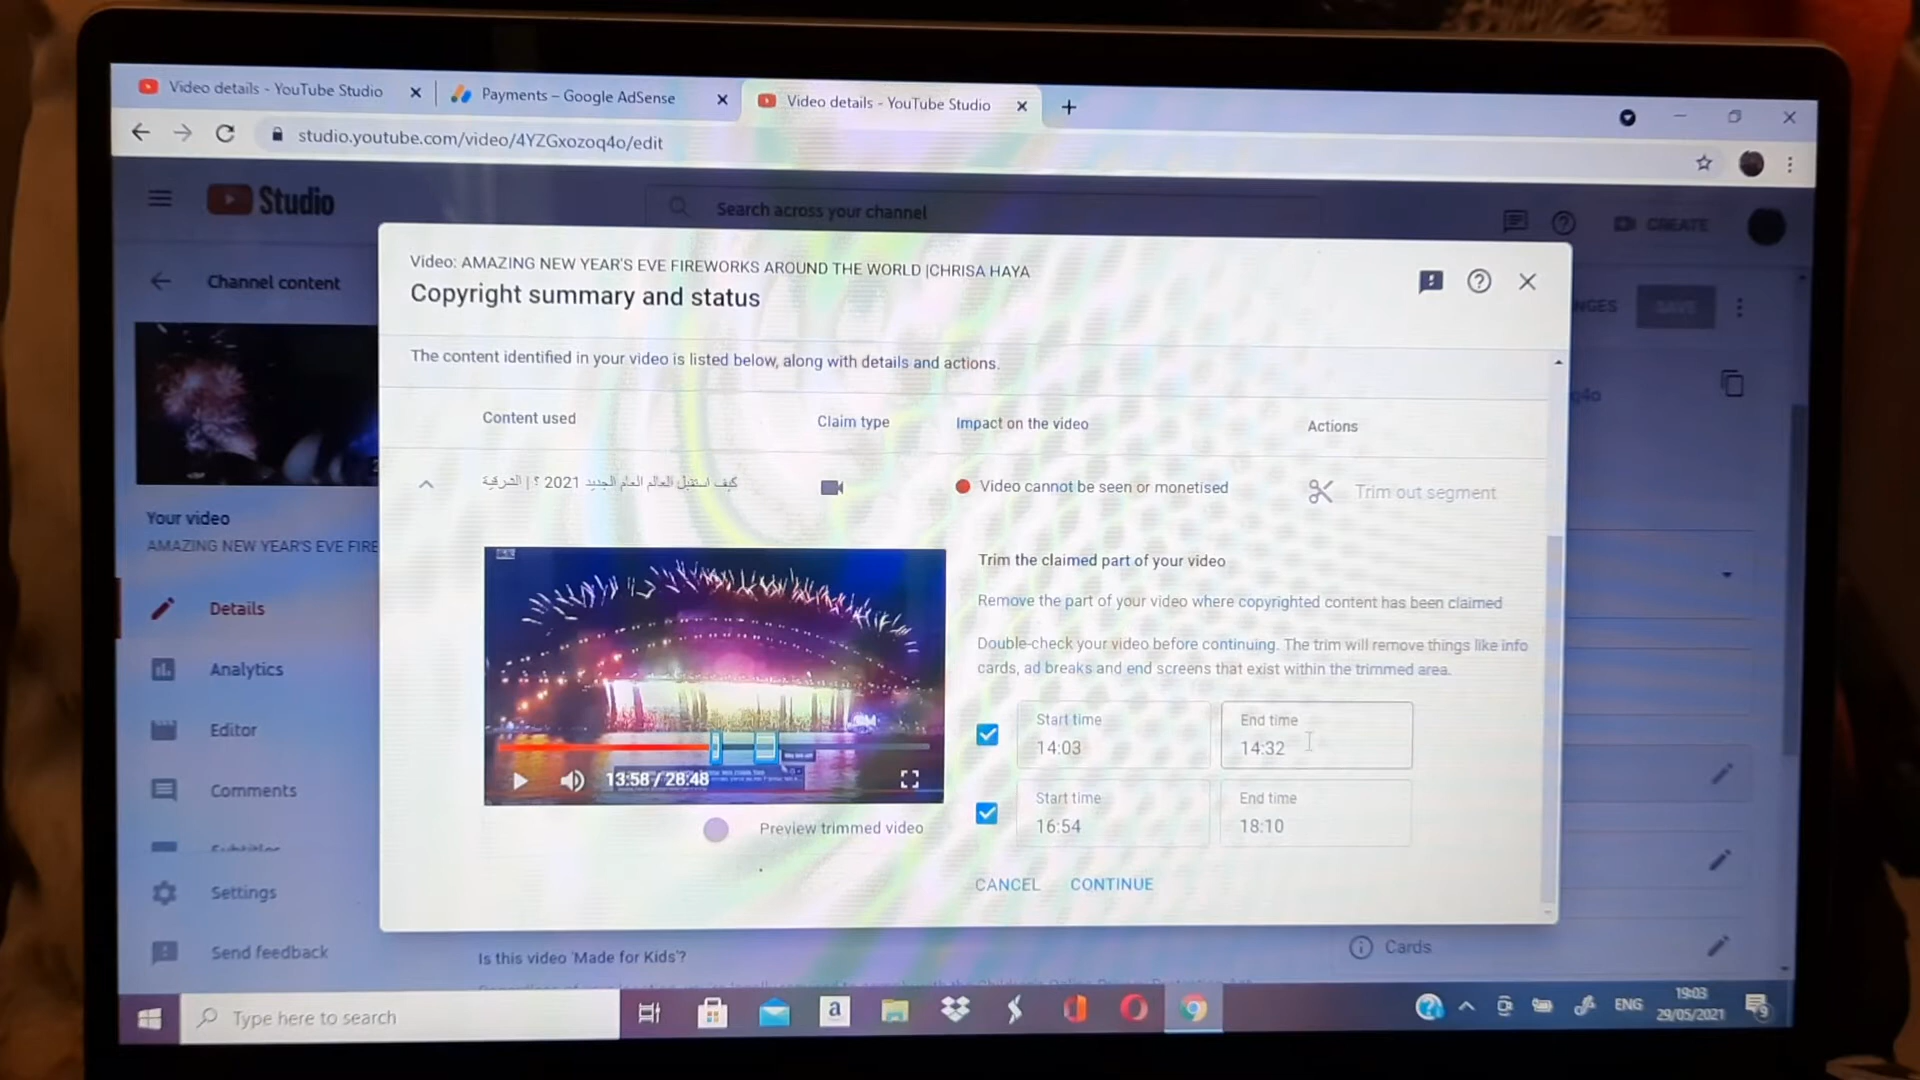 Video details - YouTube Studio
Payments – Google AdSense
Video details - YouTube Studio
studio.youtube.com/video/4YZGxozoq4o/edit
Studio
Search across your channel
CREATE
Channel content
SAVE
Video: AMAZING NEW YEAR'S EVE FIREWORKS AROUND THE WORLD |CHRISA HAYA
Copyright summary and status
The content identified in your video is listed below, along with details and actions.
Content used
Claim type
Impact on the video
Actions
كيف استقبل العالم العام الجديد 2021 ؟ | الشرقية
Video cannot be seen or monetised
Trim out segment
Your video
AMAZING NEW YEAR'S EVE FIRE
Details
Analytics
Editor
Comments
Subtitles
Settings
Send feedback
Trim the claimed part of your video
Remove the part of your video where copyrighted content has been claimed
Double-check your video before continuing. The trim will remove things like info
cards, ad breaks and end screens that exist within the trimmed area.
Start time
14:03
End time
14:32
Start time
16:54
End time
18:10
13:58 / 28:48
Preview trimmed video
CANCEL
CONTINUE
Is this video 'Made for Kids'?
Cards
Type here to search
ENG
19:03
29/05/2021